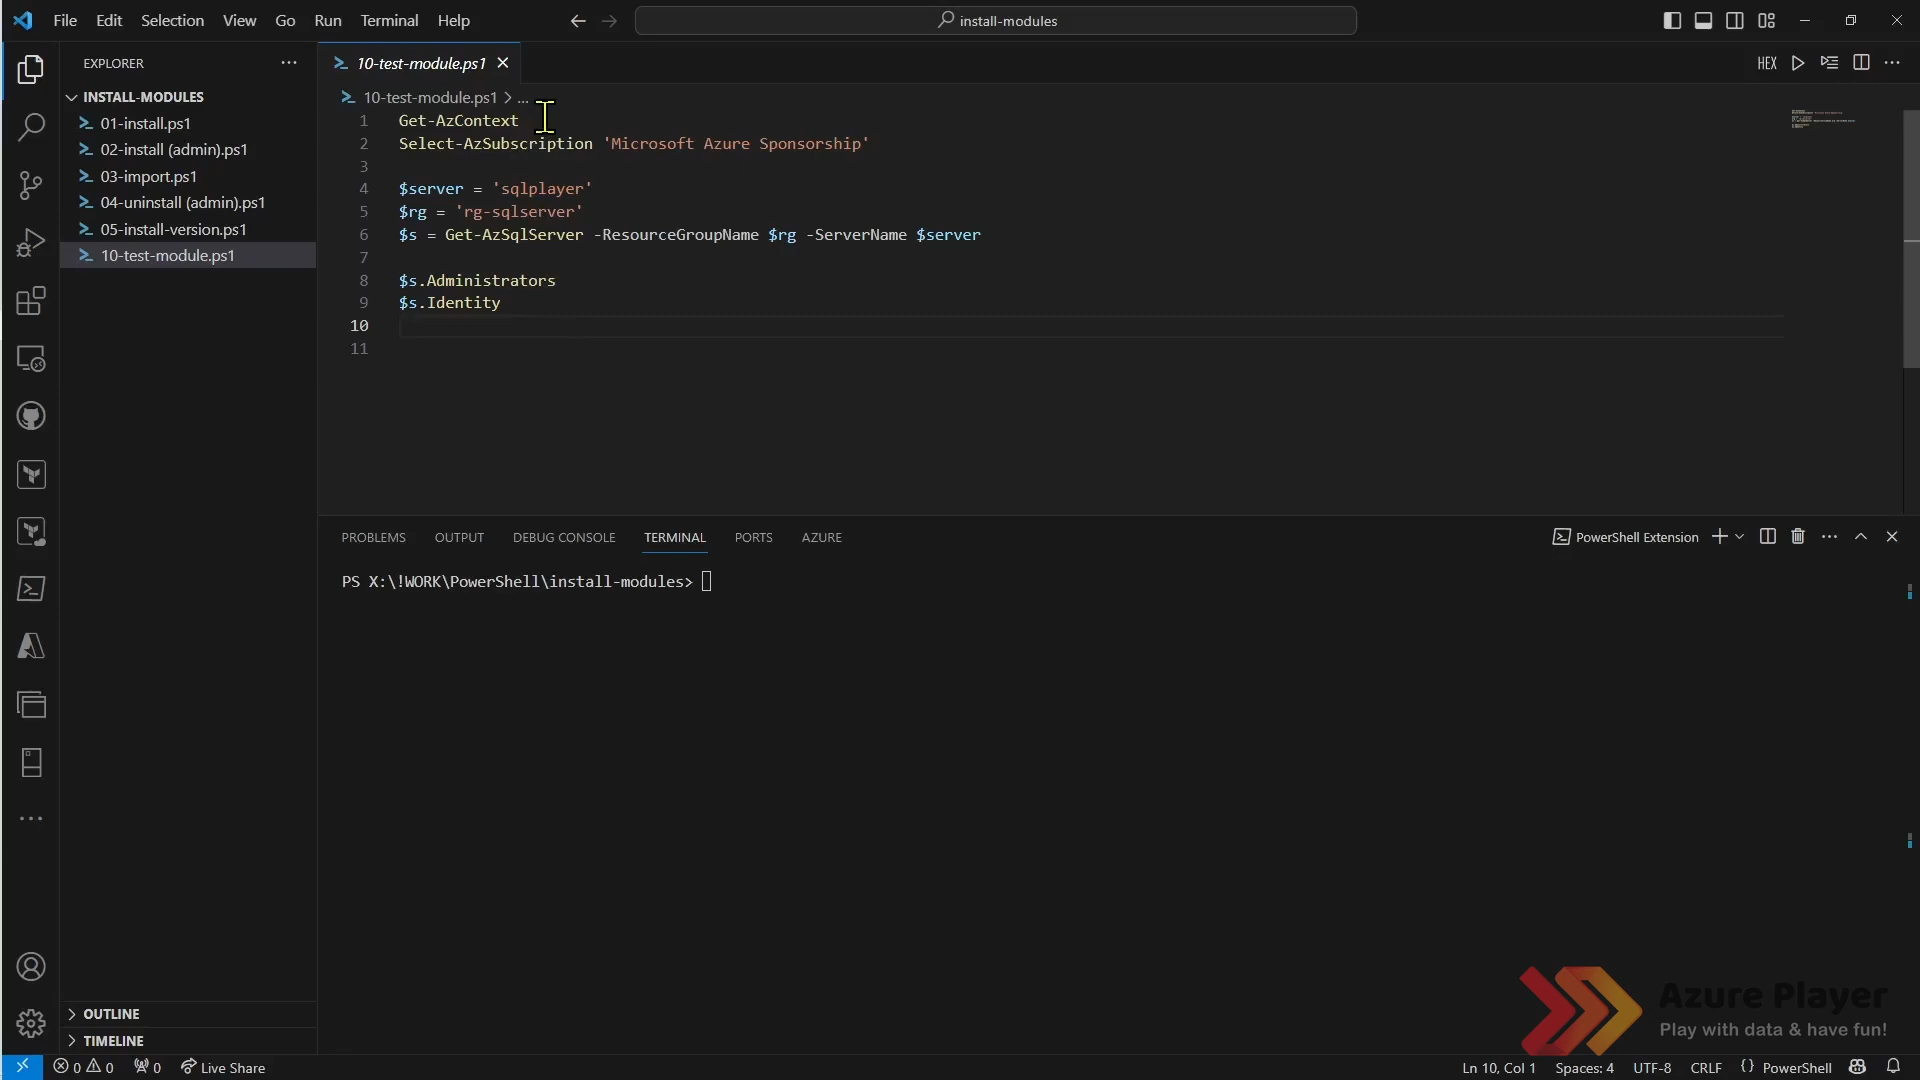 File Edit Selection View Go Run Terminal Help
install-modules
EXPLORER
INSTALL-MODULES
01-install.ps1
02-install (admin).ps1
03-import.ps1
04-uninstall (admin).ps1
05-install-version.ps1
10-test-module.ps1
OUTLINE
TIMELINE
10-test-module.ps1
HEX
10-test-module.ps1 > ...
1 Get-AzContext
2 Select-AzSubscription 'Microsoft Azure Sponsorship'
3
4 $server = 'sqlplayer'
5 $rg = 'rg-sqlserver'
6 $s = Get-AzSqlServer -ResourceGroupName $rg -ServerName $server
7
8 $s.Administrators
9 $s.Identity
10
11
PROBLEMS OUTPUT DEBUG CONSOLE TERMINAL PORTS AZURE
PowerShell Extension
PS X:\!WORK\PowerShell\install-modules>
Azure Player
Play with data & have fun!
0 0 0 Live Share
Ln 10, Col 1 Spaces: 4 UTF-8 CRLF {} PowerShell